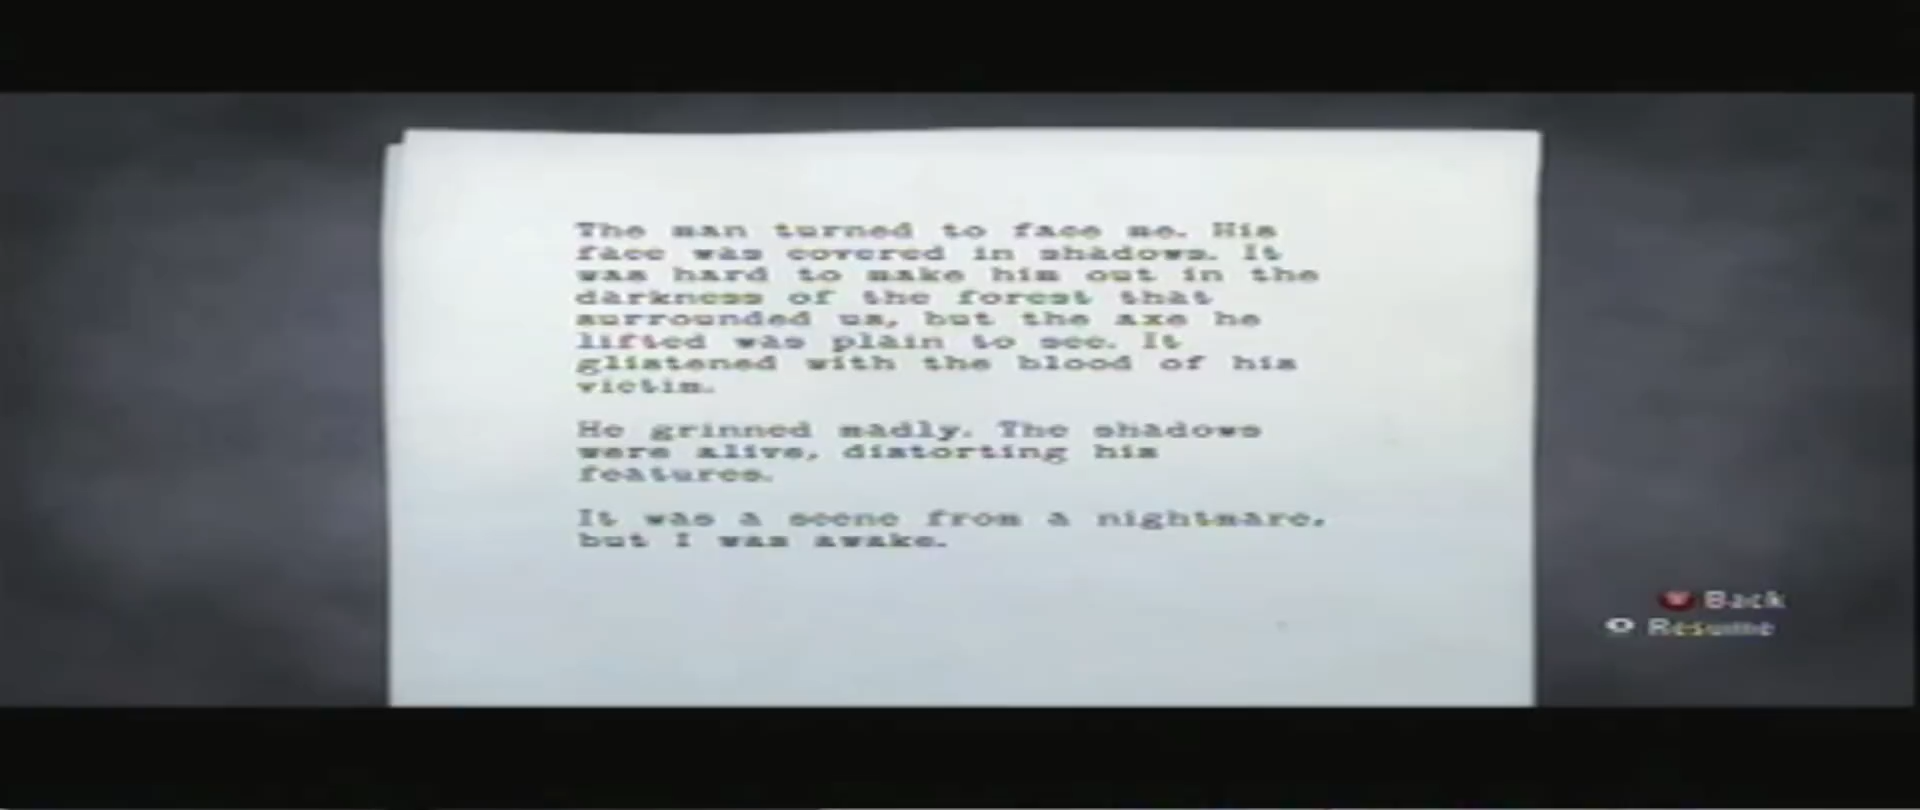 The man turned to face me. His
face was covered in shadows. It
was hard to make him out in the
darkness of the forest that
surrounded us, but the axe he
lifted was plain to see. It
glistened with the blood of his
victim.
He grinned madly. The shadows
were alive, distorting his
features.
It was a scene from a nightmare,
but I was awake.
Back
Resume